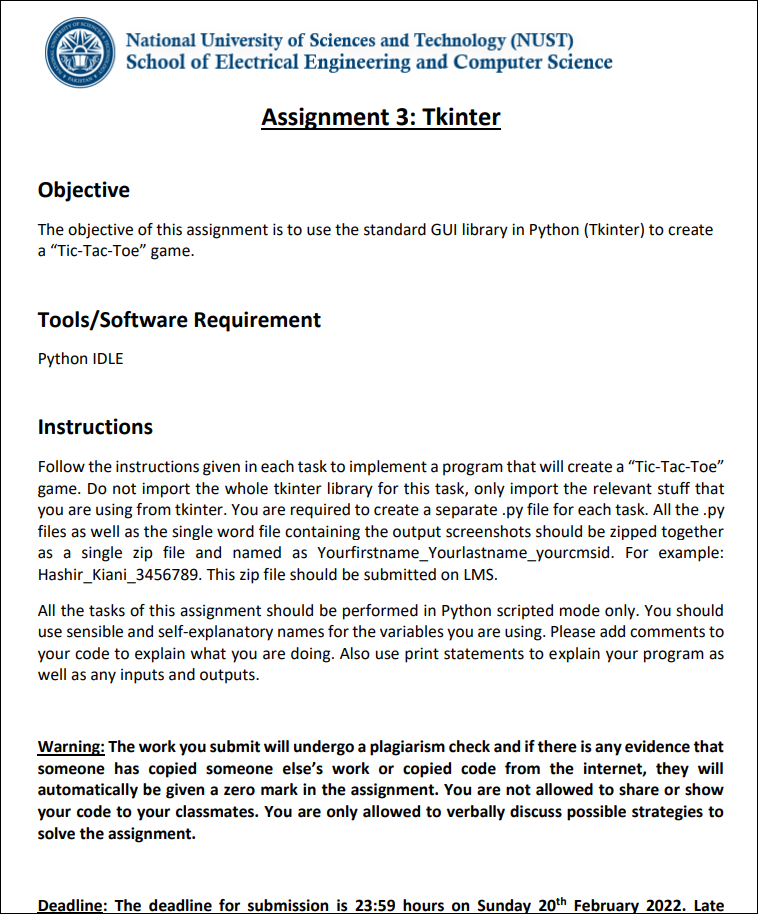 National University of Sciences and Technology (NUST)
School of Electrical Engineering and Computer Science
Assignment 3: Tkinter
Objective
The objective of this assignment is to use the standard GUI library in Python (Tkinter) to create
a “Tic-Tac-Toe” game.
Tools/Software Requirement
Python IDLE
Instructions
Follow the instructions given in each task to implement a program that will create a “Tic-Tac-Toe”
game. Do not import the whole tkinter library for this task, only import the relevant stuff that
you are using from tkinter. You are required to create a separate .py file for each task. All the .py
files as well as the single word file containing the output screenshots should be zipped together
as a single zip file and named as Yourfirstname_Yourlastname_yourcmsid. For example:
Hashir_Kiani_3456789. This zip file should be submitted on LMS.
All the tasks of this assignment should be performed in Python scripted mode only. You should
use sensible and self-explanatory names for the variables you are using. Please add comments to
your code to explain what you are doing. Also use print statements to explain your program as
well as any inputs and outputs.
Warning: The work you submit will undergo a plagiarism check and if there is any evidence that
someone has copied someone else’s work or copied code from the internet, they will
automatically be given a zero mark in the assignment. You are not allowed to share or show
your code to your classmates. You are only allowed to verbally discuss possible strategies to
solve the assignment.
Deadline: The deadline for submission is 23:59 hours on Sunday 20th February 2022. Late